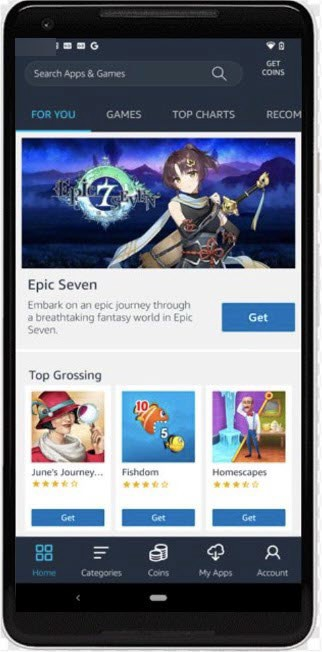 G
GET
COINS
Search Apps & Games
FOR YOU
GAMES
TOP CHARTS
RECOM
Epic Seven
Epic Seven
Embark on an epic journey through
a breathtaking fantasy world in Epic
Seven.
Get
Top Grossing
10
5
June's Journey...
Fishdom
Homescapes
Get
Get
Get
Home
Categories
Coins
My Apps
Account